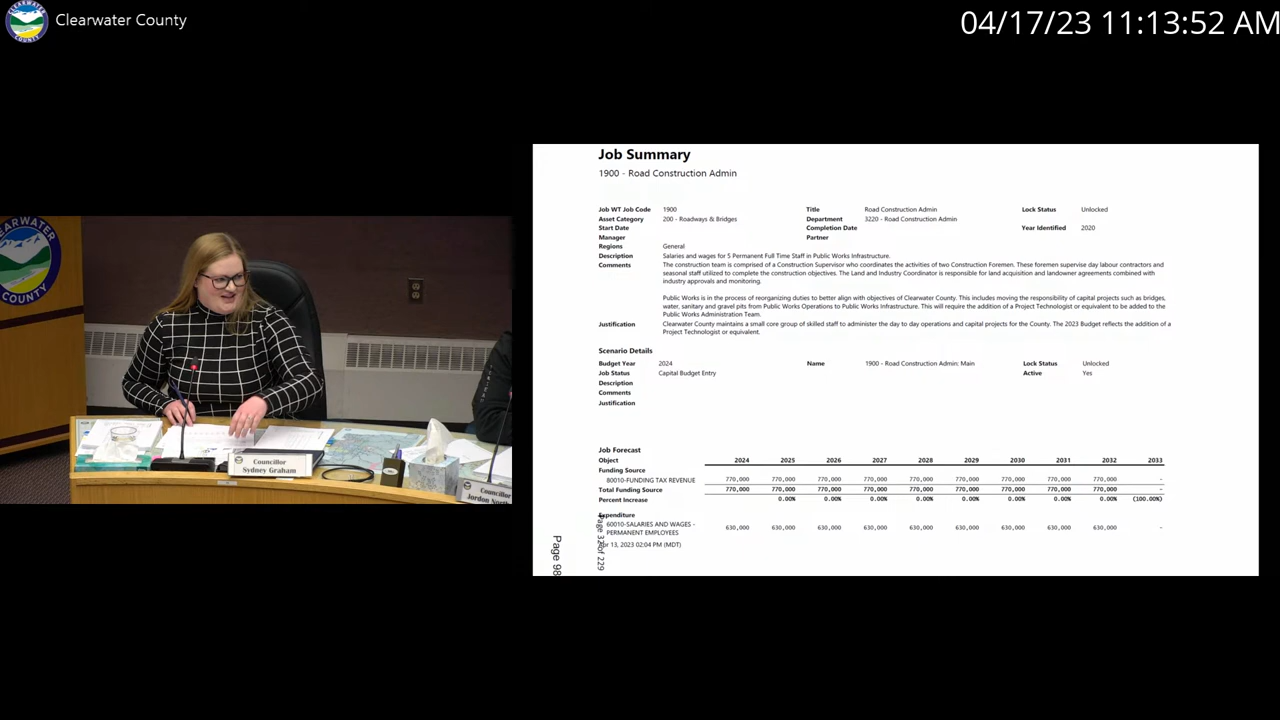 Clearwater County
04/17/23 11:13:52 AM
CLEARWATER
COUNTY
Councillor
Sydney Graham
Councillor
Job Summary
1900 - Road Construction Admin
Job WT Job Code 1900 Title Road Construction Admin Lock Status Unlocked
Asset Category 200 - Roadways & Bridges Department 3220 - Road Construction Admin
Start Date Completion Date Year Identified 2020
Manager Partner
Regions General
Description Salaries and wages for 5 Permanent Full Time Staff in Public Works Infrastructure.
Comments The construction team is comprised of a Construction Supervisor who coordinates the activities of two Construction Foremen. These foremen supervise day labour contractors and
seasonal staff utilized to complete the construction objectives. The Land and Industry Coordinator is responsible for land acquisition and landowner agreements combined with
industry approvals and monitoring.
Public Works is in the process of reorganizing duties to better align with objectives of Clearwater County. This includes moving the responsibility of capital projects such as bridges,
water, sanitary and gravel pits from Public Works Operations to Public Works Infrastructure. This will require the addition of a Project Technologist or equivalent to be added to the
Public Works Administration Team.
Justification Clearwater County maintains a small core group of skilled staff to administer the day to day operations and capital projects for the County. The 2023 Budget reflects the addition of a
Project Technologist or equivalent.
Scenario Details
Budget Year 2024 Name 1900 - Road Construction Admin: Main Lock Status Unlocked
Job Status Capital Budget Entry Active Yes
Description
Comments
Justification
Job Forecast
Object 2024 2025 2026 2027 2028 2029 2030 2031 2032 2033
Funding Source
80010-FUNDING TAX REVENUE 770,000 770,000 770,000 770,000 770,000 770,000 770,000 770,000 770,000 -
Total Funding Source 770,000 770,000 770,000 770,000 770,000 770,000 770,000 770,000 770,000 -
Percent Increase 0.00% 0.00% 0.00% 0.00% 0.00% 0.00% 0.00% 0.00% (100.00%)
Expenditure
60010-SALARIES AND WAGES - 630,000 630,000 630,000 630,000 630,000 630,000 630,000 630,000 630,000 -
PERMANENT EMPLOYEES
Apr 13, 2023 02:04 PM (MDT)
Page 32 of 229
Page 98